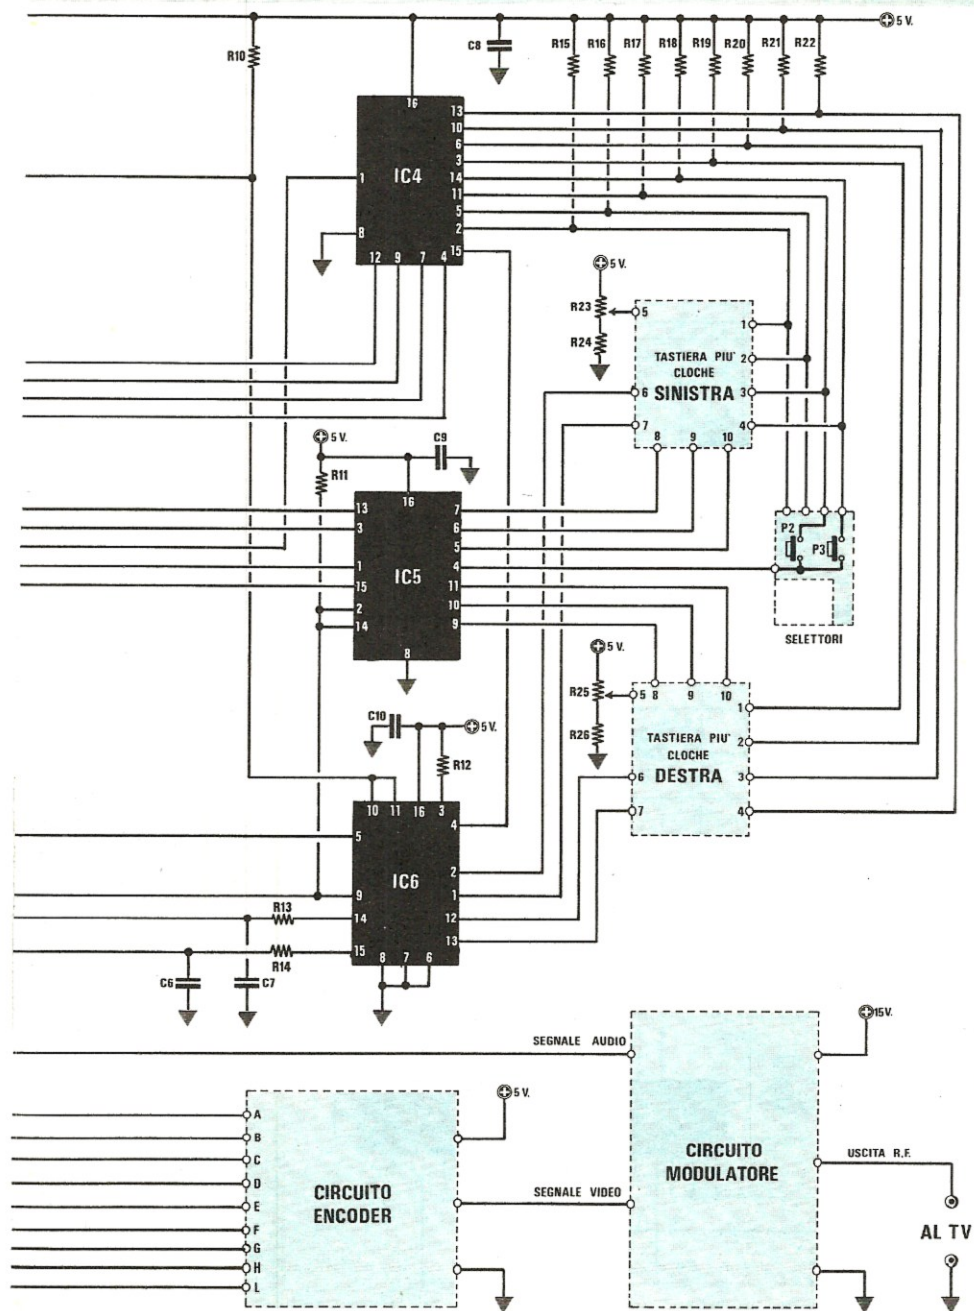 5 V.
R10
C8
R15 R16 R17 R18 R19 R20 R21 R22
16
13
10
6
3
14
11
5
2
15
1
8
12 9 7 4
IC4
5 V.
R23
R24
5
TASTIERA PIU'
CLOCHE
SINISTRA
1
2
3
4
6
7
8 9 10
5 V.
C9
R11
16
13
3
1
15
2
14
7
6
5
4
11
10
9
8
IC5
P2
P3
SELETTORI
5 V.
R25
R26
5 8 9 10
TASTIERA PIU'
CLOCHE
DESTRA
1
2
3
4
6
7
C10
5 V.
R12
10 11 16 3
5
9
14
15
4
2
1
12
13
8 7 6
IC6
R13
R14
C6
C7
SEGNALE AUDIO
15V.
5 V.
A
B
C
D
E
F
G
H
L
CIRCUITO
ENCODER
SEGNALE VIDEO
CIRCUITO
MODULATORE
USCITA R.F.
AL TV